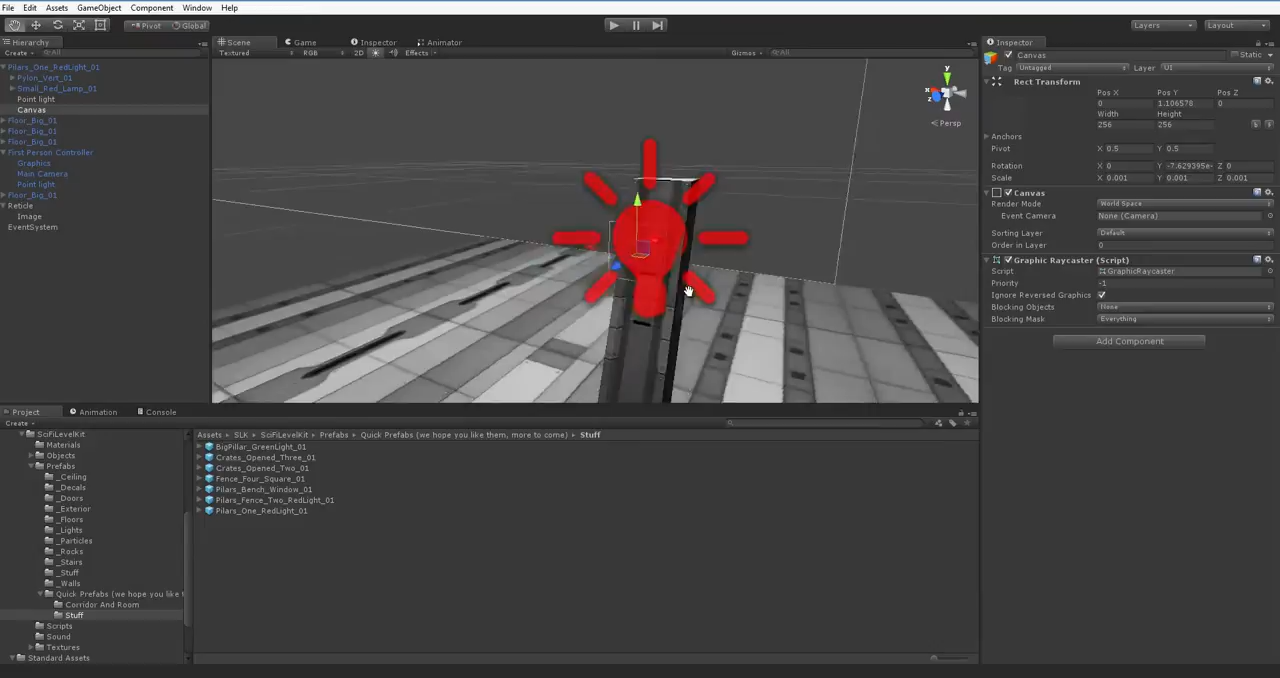 File Edit Assets GameObject Component Window Help
Pivot Global Layers Layout
Hierarchy Scene Game Inspector Animator Inspector
Create All Textured RGB 2D Effects Gizmos All
Canvas Static
Tag Untagged Layer UI
Rect Transform
Pos X Pos Y Pos Z
0 1.106578 0
Width Height
256 256
Anchors
Pivot X 0.5 Y 0.5
Rotation X 0 Y -7.629395e- Z 0
Scale X 0.001 Y 0.001 Z 0.001
Canvas
Render Mode World Space
Event Camera None (Camera)
Sorting Layer Default
Order in Layer 0
Graphic Raycaster (Script)
Script GraphicRaycaster
Priority -1
Ignore Reversed Graphics
Blocking Objects None
Blocking Mask Everything
Add Component
Pilars_One_RedLight_01
Pylon_Vert_01
Small_Red_Lamp_01
Point light
Canvas
Floor_Big_01
Floor_Big_01
Floor_Big_01
First Person Controller
Graphics
Main Camera
Point light
Floor_Big_01
Reticle
Image
EventSystem
y
x
z
Persp
Project Animation Console
Create
SciFiLevelKit
Materials
Objects
Prefabs
_Ceiling
_Decals
_Doors
_Exterior
_Floors
_Lights
_Particles
_Rocks
_Stairs
_Stuff
_Walls
Quick Prefabs (we hope you like t
Corridor And Room
Stuff
Scripts
Sound
Textures
Standard Assets
Assets SLK SciFiLevelKit Prefabs Quick Prefabs (we hope you like them, more to come) Stuff
BigPillar_GreenLight_01
Crates_Opened_Three_01
Crates_Opened_Two_01
Fence_Four_Square_01
Pilars_Bench_Window_01
Pilars_Fence_Two_RedLight_01
Pilars_One_RedLight_01